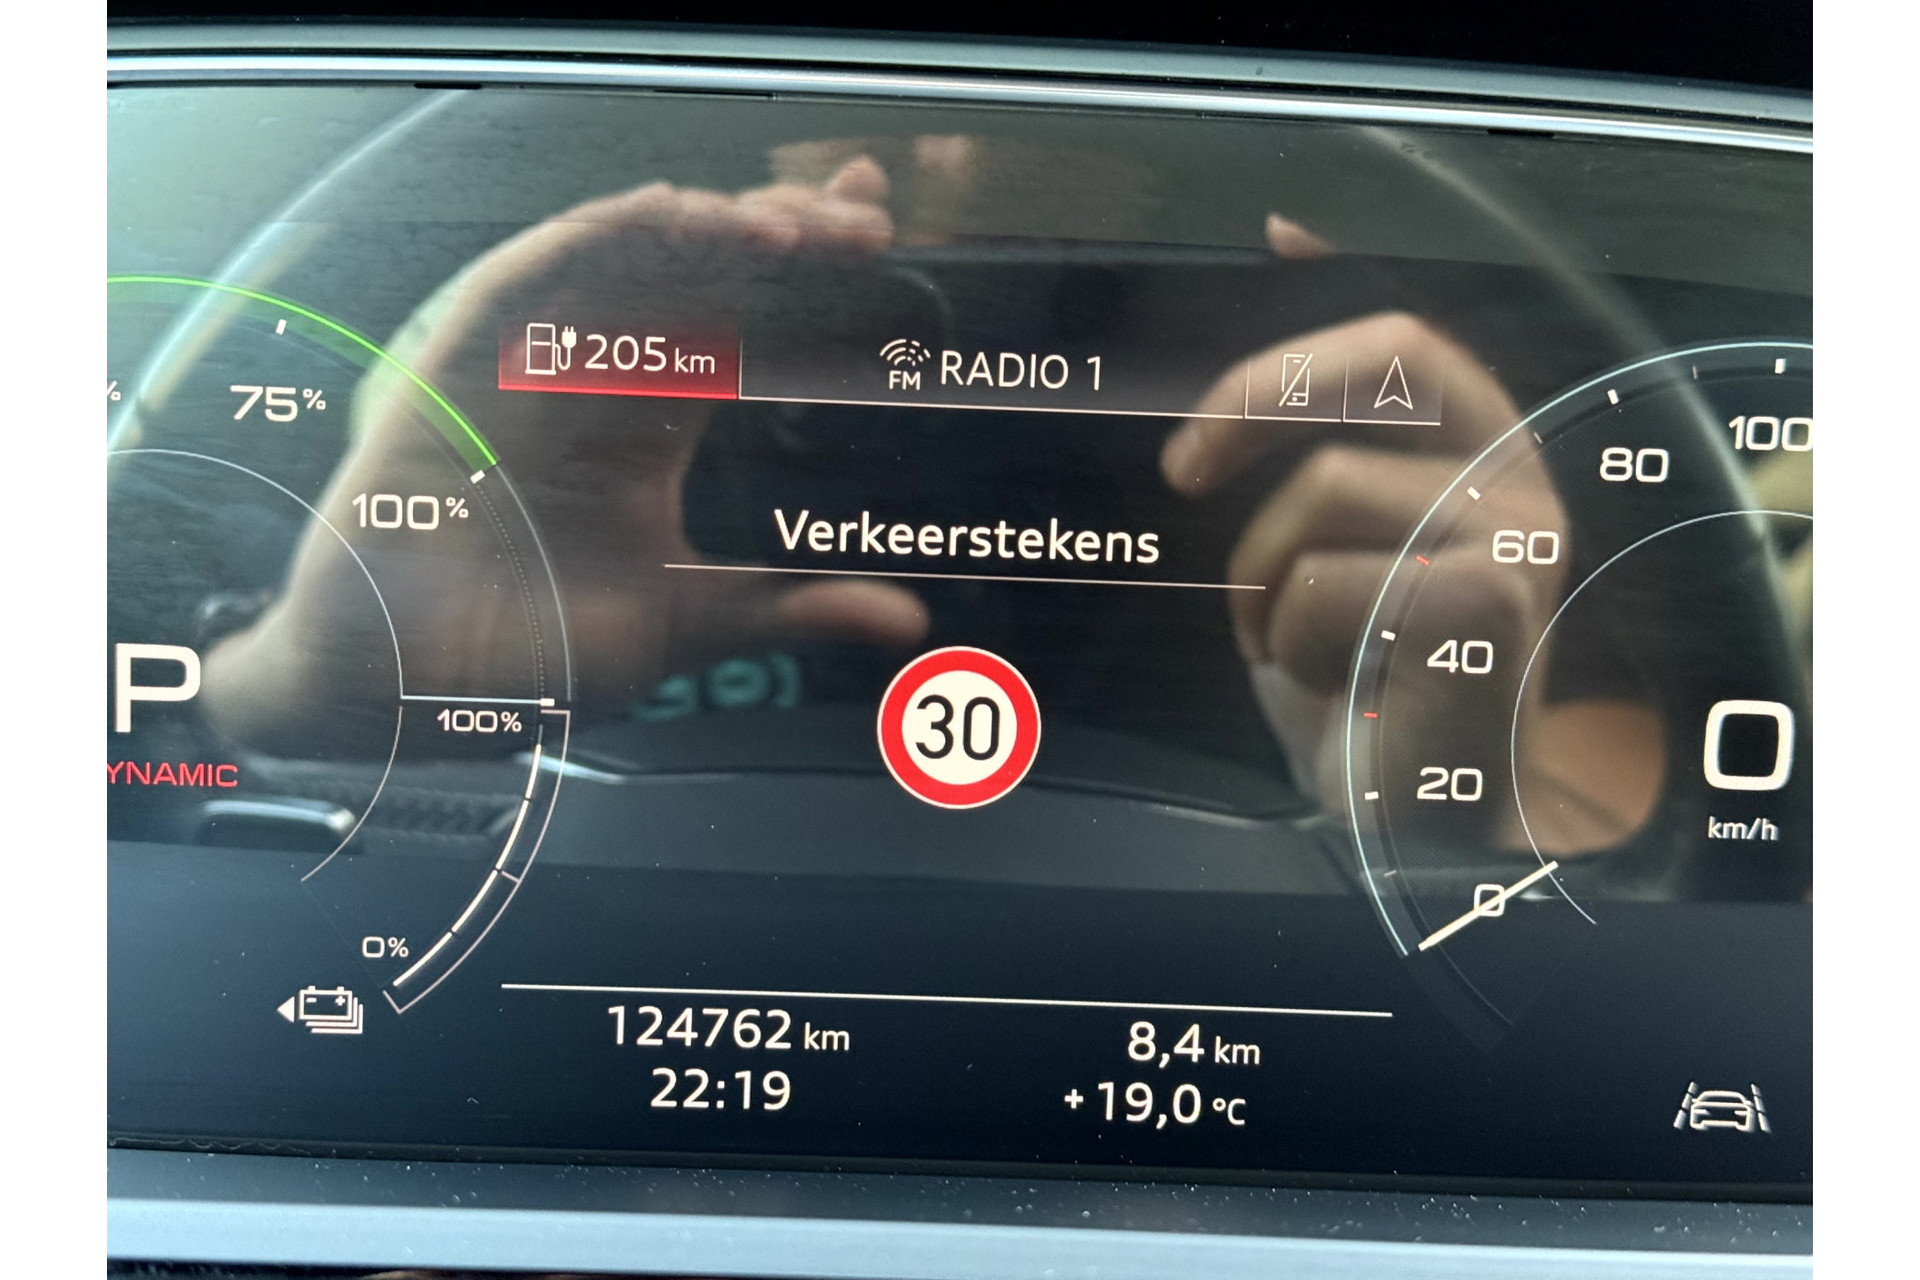 205 km
FM RADIO 1
%
75%
100%
Verkeerstekens
30
P
YNAMIC
100%
0%
100
80
60
40
20
0
0
km/h
124762 km
8,4 km
22:19
+19,0 °C